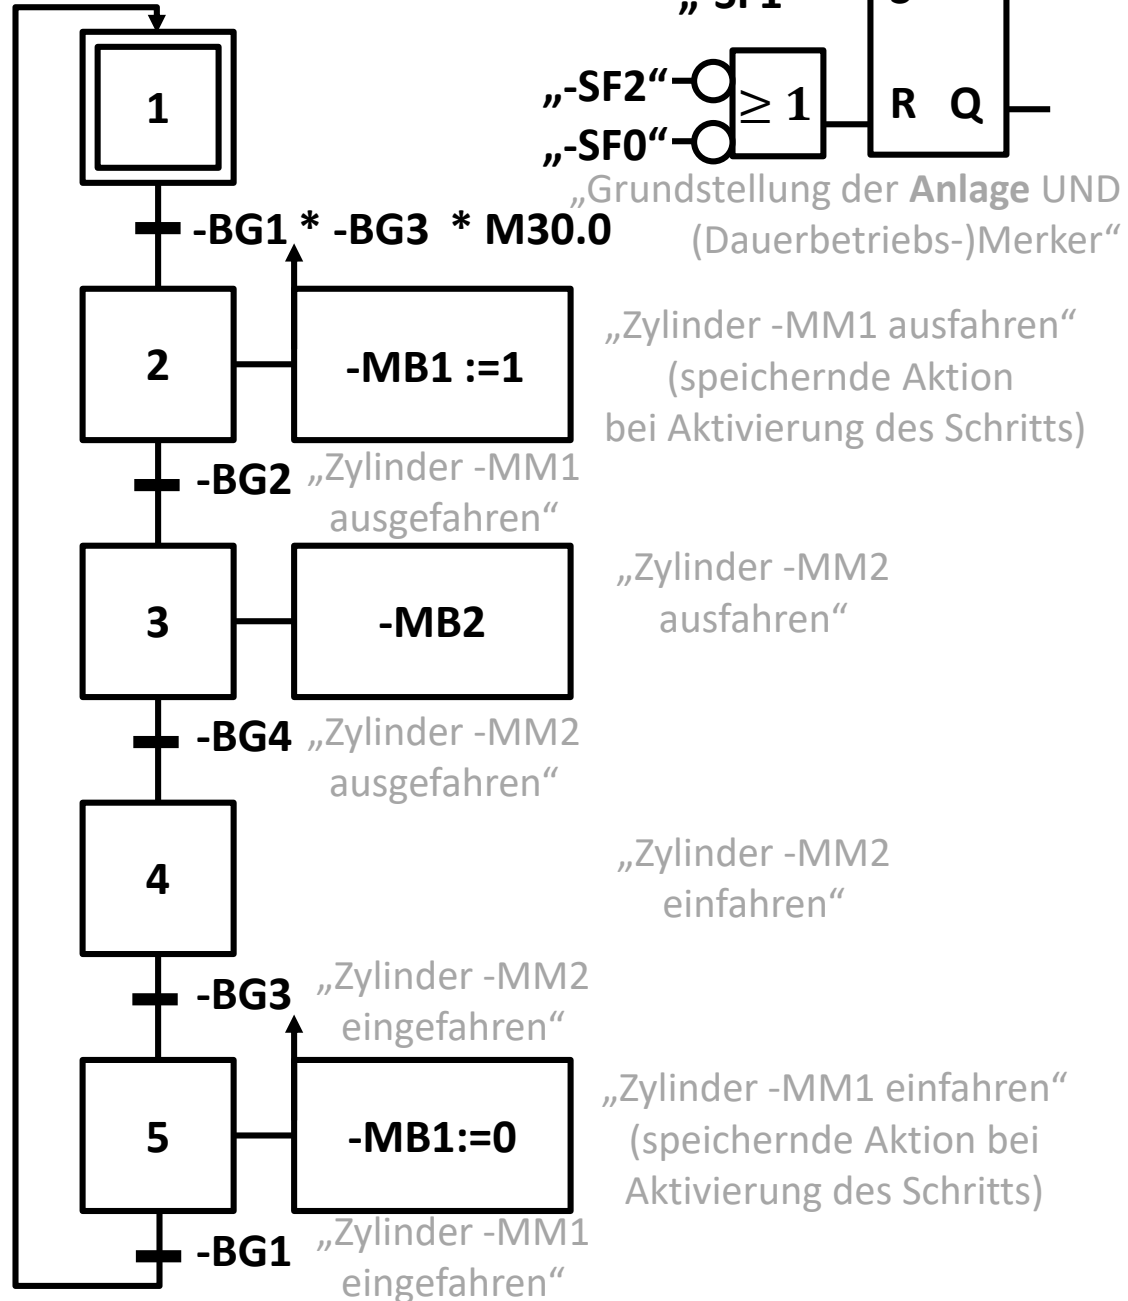 „-SF2“
„-SF0“
≥ 1
R Q
„Grundstellung der Anlage UND
(Dauerbetriebs-)Merker“
1
-BG1 * -BG3 * M30.0
2
-MB1 :=1
„Zylinder -MM1 ausfahren“
(speichernde Aktion
bei Aktivierung des Schritts)
-BG2
„Zylinder -MM1
ausgefahren“
3
-MB2
„Zylinder -MM2
ausfahren“
-BG4
„Zylinder -MM2
ausgefahren“
4
„Zylinder -MM2
einfahren“
-BG3
„Zylinder -MM2
eingefahren“
5
-MB1:=0
„Zylinder -MM1 einfahren“
(speichernde Aktion bei
Aktivierung des Schritts)
-BG1
„Zylinder -MM1
eingefahren“